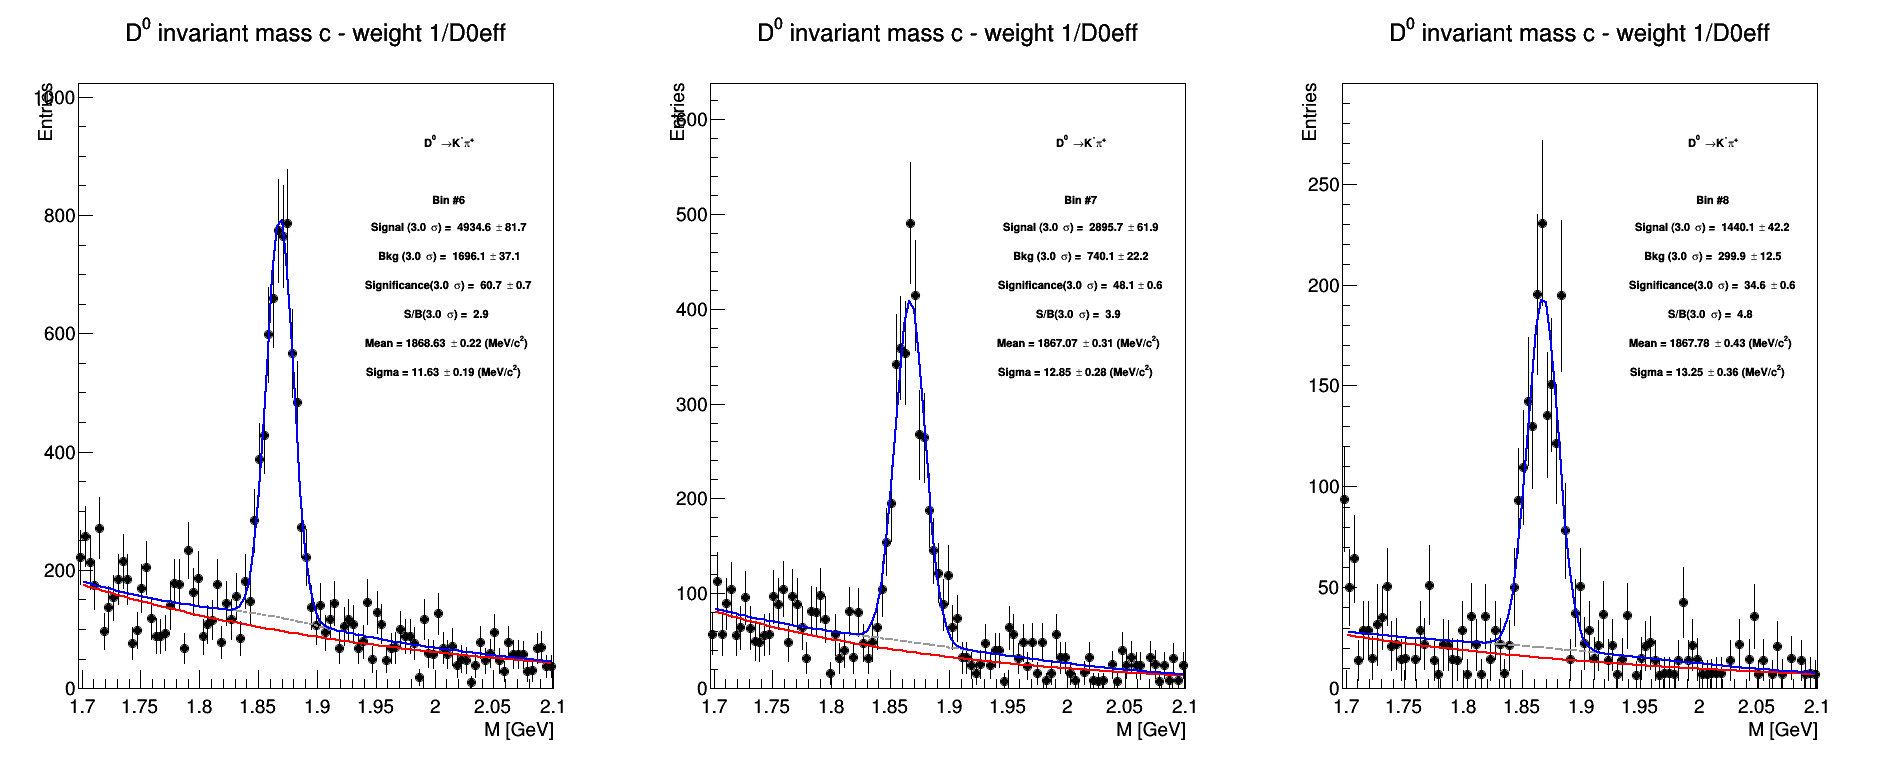 D⁰ invariant mass c - weight 1/D0eff
Entries
1000
800
600
400
200
0
D⁰ →K⁻π⁺
Bin #6
Signal (3.0 σ) = 4934.6 ± 81.7
Bkg (3.0 σ) = 1696.1 ± 37.1
Significance(3.0 σ) = 60.7 ± 0.7
S/B(3.0 σ) = 2.9
Mean = 1868.63 ± 0.22 (MeV/c²)
Sigma = 11.63 ± 0.19 (MeV/c²)
1.7 1.75 1.8 1.85 1.9 1.95 2 2.05 2.1
M [GeV]
D⁰ invariant mass c - weight 1/D0eff
Entries
600
500
400
300
200
100
0
D⁰ →K⁻π⁺
Bin #7
Signal (3.0 σ) = 2895.7 ± 61.9
Bkg (3.0 σ) = 740.1 ± 22.2
Significance(3.0 σ) = 48.1 ± 0.6
S/B(3.0 σ) = 3.9
Mean = 1867.07 ± 0.31 (MeV/c²)
Sigma = 12.85 ± 0.28 (MeV/c²)
1.7 1.75 1.8 1.85 1.9 1.95 2 2.05 2.1
M [GeV]
D⁰ invariant mass c - weight 1/D0eff
Entries
250
200
150
100
50
0
D⁰ →K⁻π⁺
Bin #8
Signal (3.0 σ) = 1440.1 ± 42.2
Bkg (3.0 σ) = 299.9 ± 12.5
Significance(3.0 σ) = 34.6 ± 0.6
S/B(3.0 σ) = 4.8
Mean = 1867.78 ± 0.43 (MeV/c²)
Sigma = 13.25 ± 0.36 (MeV/c²)
1.7 1.75 1.8 1.85 1.9 1.95 2 2.05 2.1
M [GeV]